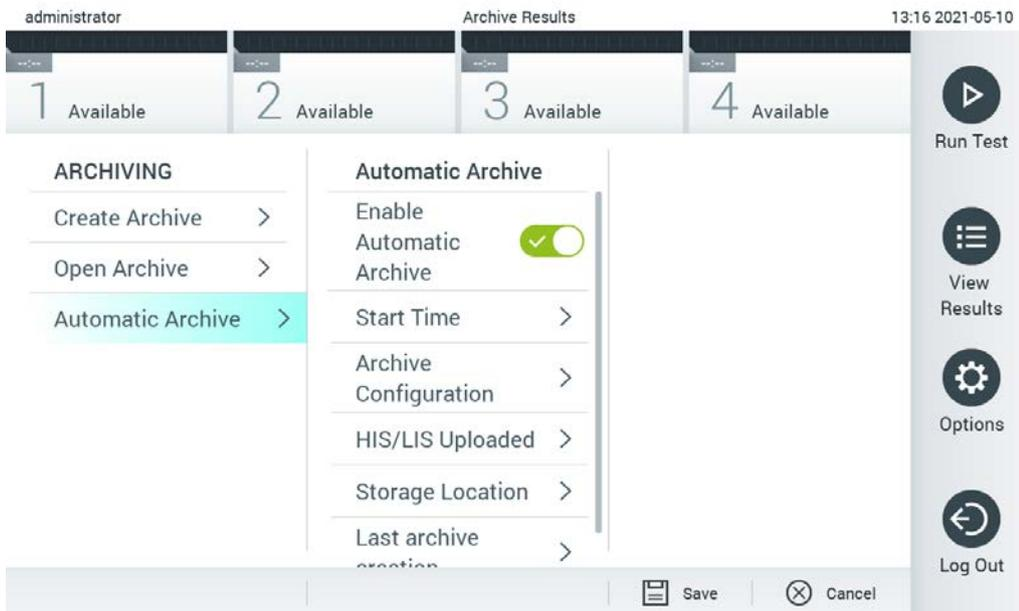 administrator
Archive Results
13:16 2021-05-10
--:--
--:--
--:--
--:--
1 Available
2 Available
3 Available
4 Available
Run Test
View
Results
Options
Log Out
ARCHIVING
Create Archive
Open Archive
Automatic Archive
Automatic Archive
Enable
Automatic
Archive
Start Time
Archive
Configuration
HIS/LIS Uploaded
Storage Location
Last archive
creation
Save
Cancel